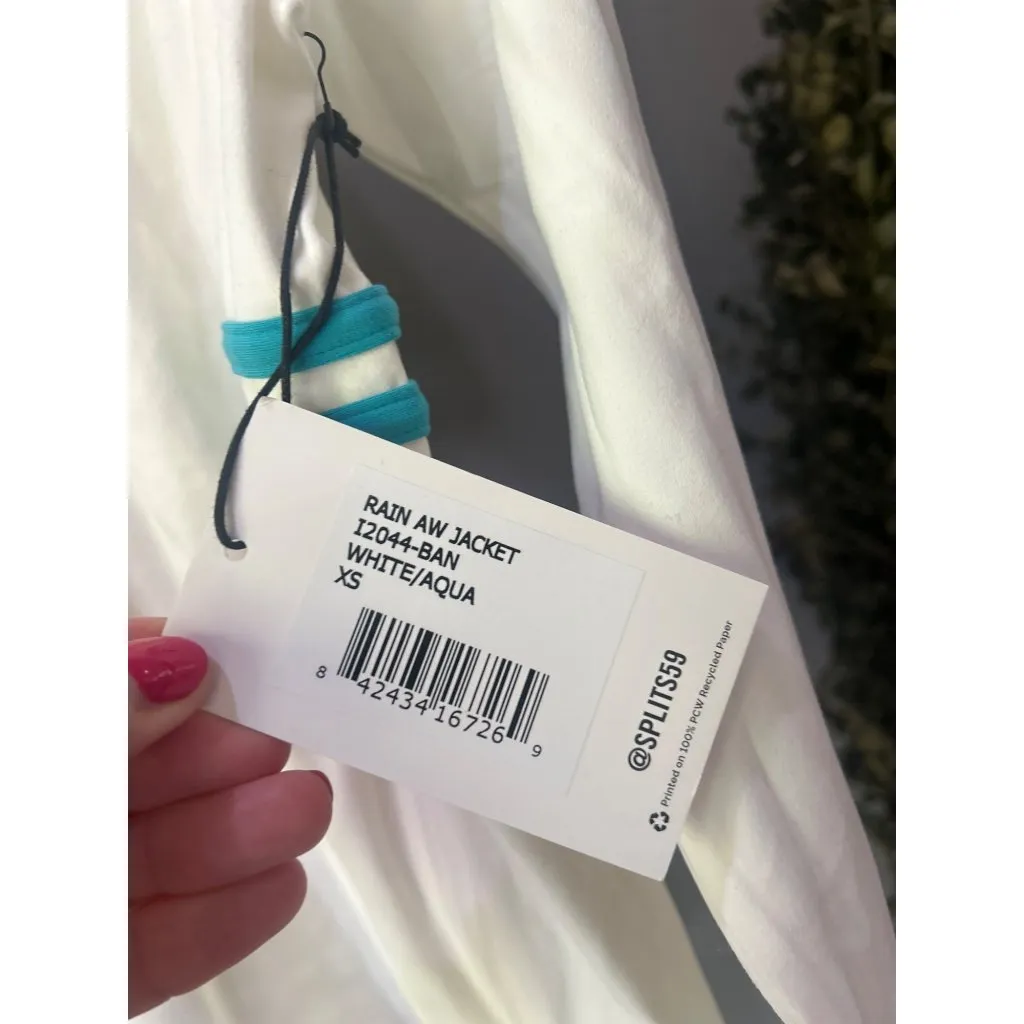 RAIN AW JACKET
I2044-BAN
WHITE/AQUA
XS
8 42434 16726 9
@SPLITS59
Printed on 100% PCW Recycled Paper